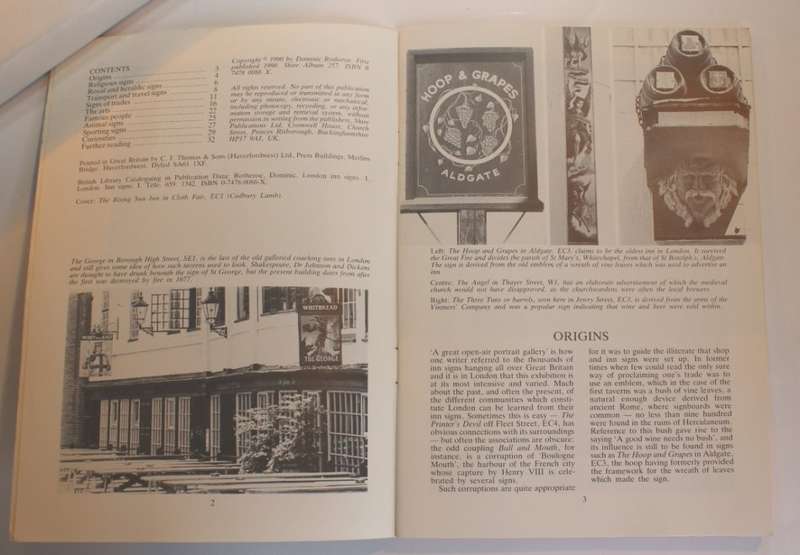 CONTENTS
Origins 3
Religious signs 4
Royal and heraldic signs 6
Transport and travel signs 8
Signs of trades 11
The arts 16
Famous people 22
Animal signs 25
Sporting signs 27
Curiosities 29
Further reading 32
Copyright © 1990 by Dominic Rotheroe. First
published 1990. Shire Album 257. ISBN 0
7478 0086 X.
All rights reserved. No part of this publication
may be reproduced or transmitted in any form
or by any means, electronic or mechanical,
including photocopy, recording, or any infor-
mation storage and retrieval system, without
permission in writing from the publishers, Shire
Publications Ltd, Cromwell House, Church
Street, Princes Risborough, Buckinghamshire
HP17 9AJ, UK.
Printed in Great Britain by C. I. Thomas & Sons (Haverfordwest) Ltd, Press Buildings, Merlins
Bridge, Haverfordwest, Dyfed SA61 1XF.
British Library Cataloguing in Publication Data: Rotheroe, Dominic. London inn signs. 1.
London. Inn signs. I. Title. 659. 1342. ISBN 0-7478-0086-X.
Cover: The Rising Sun Inn in Cloth Fair, EC1 (Cadbury Lamb).
The George in Borough High Street, SE1, is the last of the old galleried coaching inns in London
and still gives some idea of how such taverns used to look. Shakespeare, Dr Johnson and Dickens
are thought to have drunk beneath the sign of St George, but the present building dates from after
the first was destroyed by fire in 1677.
WHITBREAD
THE GEORGE
2
HOOP & GRAPES
ALDGATE
Left: The Hoop and Grapes in Aldgate, EC3, claims to be the oldest inn in London. It survived
the Great Fire and divides the parish of St Mary's, Whitechapel, from that of St Botolph's, Aldgate.
The sign is derived from the old emblem of a wreath of vine leaves which was used to advertise an
inn.
Centre: The Angel in Thayer Street, W1, has an elaborate advertisement of which the medieval
church would not have disapproved, as the churchwardens were often the local brewers.
Right: The Three Tuns or barrels, seen here in Jewry Street, EC3, is derived from the arms of the
Vintners' Company and was a popular sign indicating that wine and beer were sold within.
ORIGINS
'A great open-air portrait gallery' is how
one writer referred to the thousands of
inn signs hanging all over Great Britain
and it is in London that this exhibition is
at its most intensive and varied. Much
about the past, and often the present, of
the different communities which consti-
tute London can be learned from their
inn signs. Sometimes this is easy — The
Printer's Devil off Fleet Street, EC4, has
obvious connections with its surroundings
— but often the associations are obscure:
the odd coupling Bull and Mouth, for
instance, is a corruption of 'Boulogne
Mouth', the harbour of the French city
whose capture by Henry VIII is cele-
brated by several signs.
Such corruptions are quite appropriate
for it was to guide the illiterate that shop
and inn signs were set up. In former
times when few could read the only sure
way of proclaiming one's trade was to
use an emblem, which in the case of the
first taverns was a bush of vine leaves, a
natural enough device derived from
ancient Rome, where signboards were
common — no less than nine hundred
were found in the ruins of Herculaneum.
Reference to this bush gave rise to the
saying 'A good wine needs no bush', and
its influence is still to be found in signs
such as The Hoop and Grapes in Aldgate,
EC3, the hoop having formerly provided
the framework for the wreath of leaves
which made the sign.
3